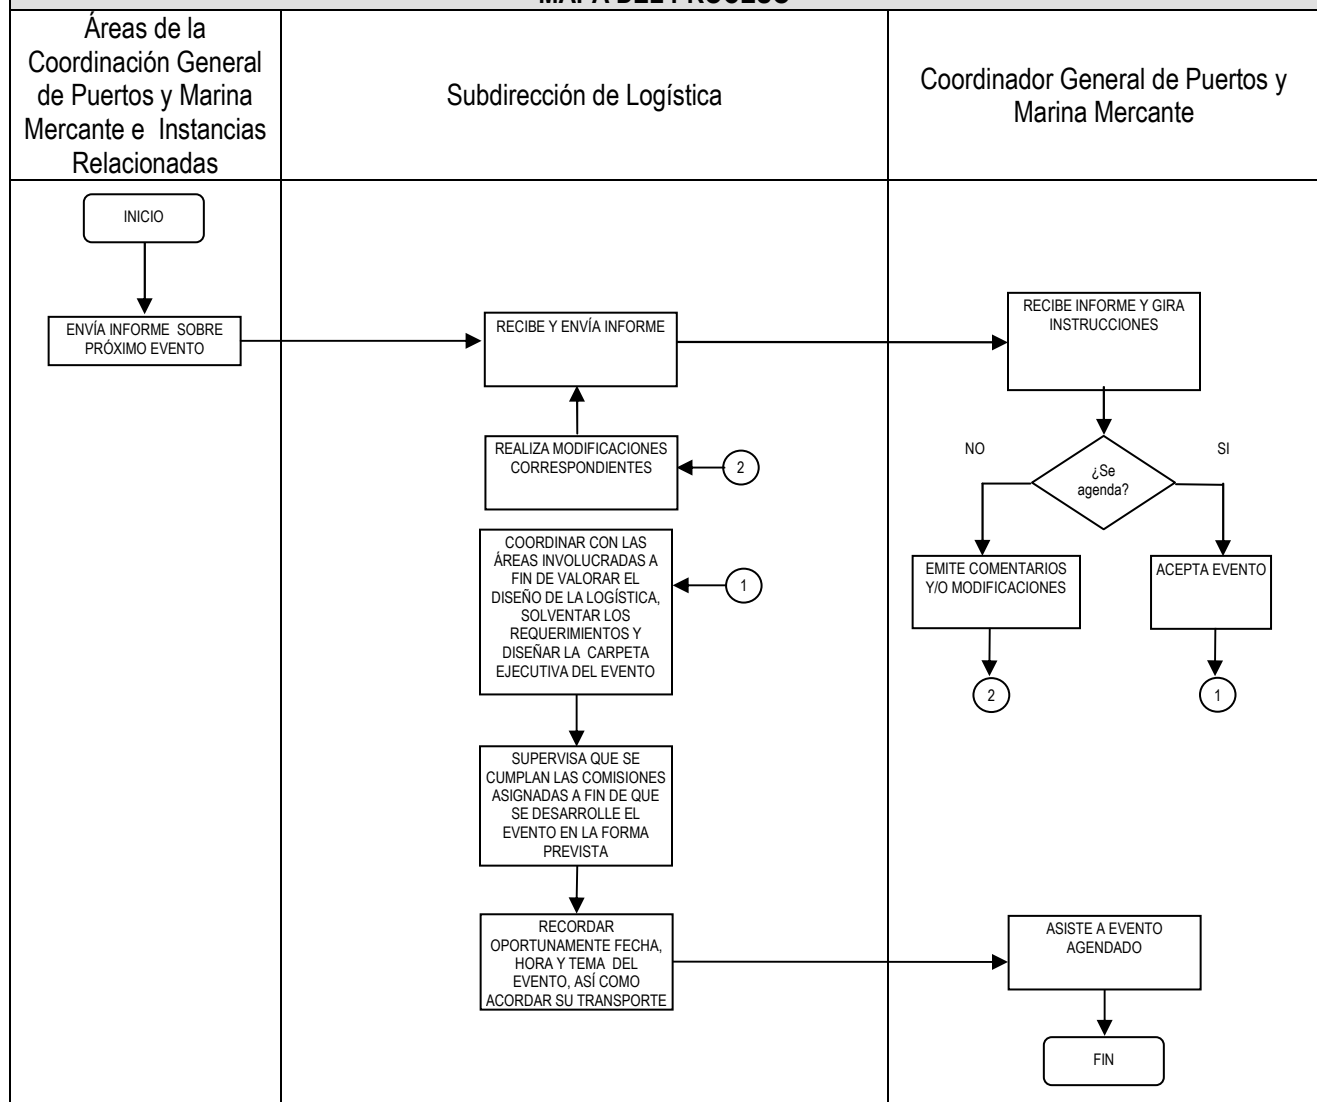 MAPA DEL PROCESO
Áreas de la
Coordinación General
de Puertos y Marina
Mercante e Instancias
Relacionadas
Subdirección de Logística
Coordinador General de Puertos y
Marina Mercante
INICIO
ENVÍA INFORME SOBRE
PRÓXIMO EVENTO
RECIBE Y ENVÍA INFORME
RECIBE INFORME Y GIRA
INSTRUCCIONES
REALIZA MODIFICACIONES
CORRESPONDIENTES
2
NO
¿Se
agenda?
SI
COORDINAR CON LAS
ÁREAS INVOLUCRADAS A
FIN DE VALORAR EL
DISEÑO DE LA LOGÍSTICA,
SOLVENTAR LOS
REQUERIMIENTOS Y
DISEÑAR LA CARPETA
EJECUTIVA DEL EVENTO
1
EMITE COMENTARIOS
Y/O MODIFICACIONES
ACEPTA EVENTO
2
1
SUPERVISA QUE SE
CUMPLAN LAS COMISIONES
ASIGNADAS A FIN DE QUE
SE DESARROLLE EL
EVENTO EN LA FORMA
PREVISTA
RECORDAR
OPORTUNAMENTE FECHA,
HORA Y TEMA DEL
EVENTO, ASÍ COMO
ACORDAR SU TRANSPORTE
ASISTE A EVENTO
AGENDADO
FIN